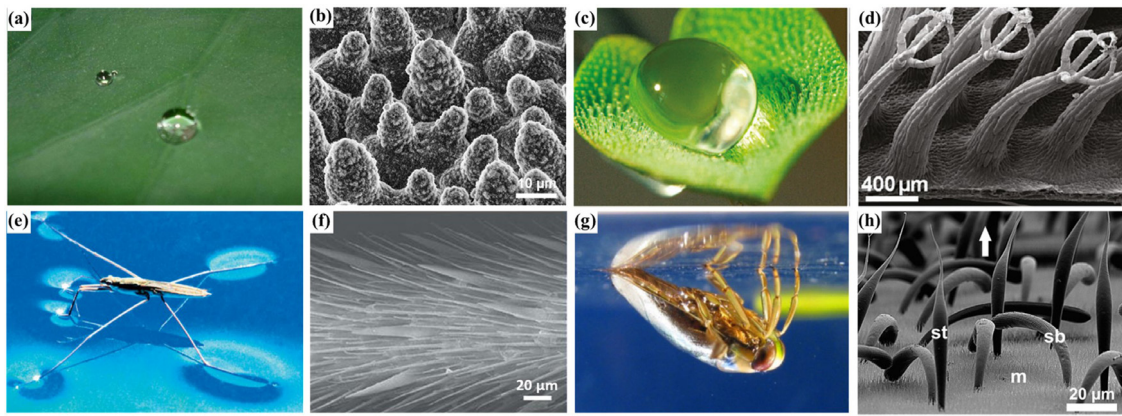 (a)
(b)
10 µm
(c)
(d)
400 µm
(e)
(f)
20 µm
(g)
(h)
st
sb
m
20 µm